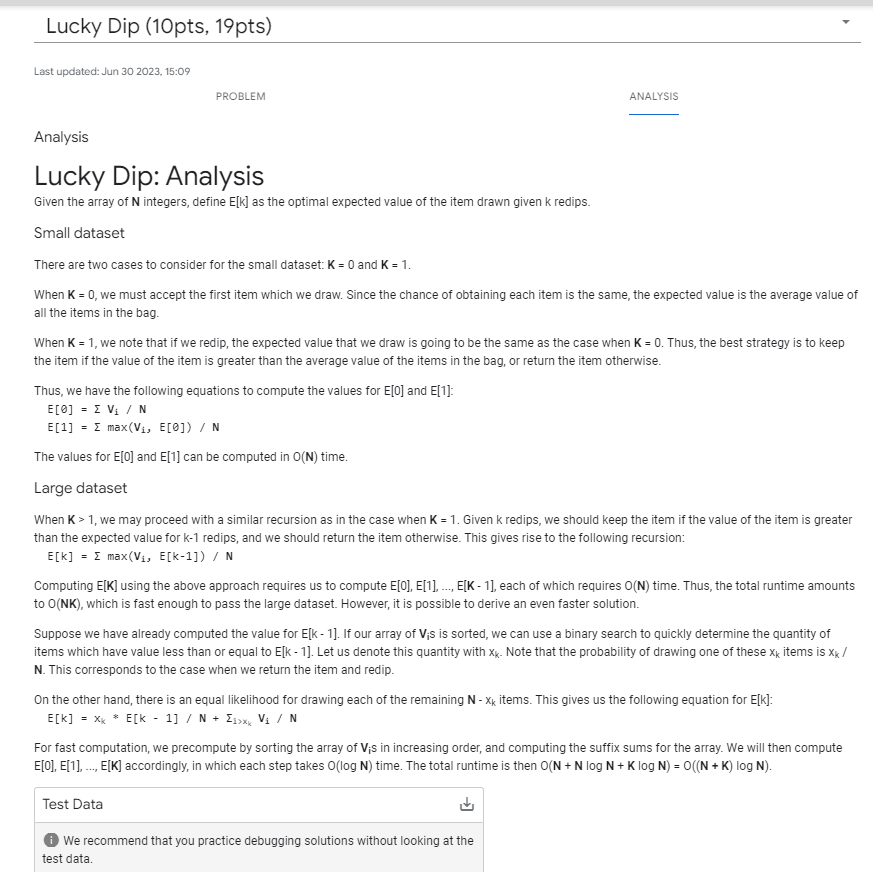 Lucky Dip (10pts, 19pts)
Last updated: Jun 30 2023, 15:09
PROBLEM
ANALYSIS
Analysis
Lucky Dip: Analysis
Given the array of N integers, define E[k] as the optimal expected value of the item drawn given k redips.
Small dataset
There are two cases to consider for the small dataset: K = 0 and K = 1.
When K = 0, we must accept the first item which we draw. Since the chance of obtaining each item is the same, the expected value is the average value of
all the items in the bag.
When K = 1, we note that if we redip, the expected value that we draw is going to be the same as the case when K = 0. Thus, the best strategy is to keep
the item if the value of the item is greater than the average value of the items in the bag, or return the item otherwise.
Thus, we have the following equations to compute the values for E[0] and E[1]:
E[0] = Σ Vᵢ / N
E[1] = Σ max(Vᵢ, E[0]) / N
The values for E[0] and E[1] can be computed in O(N) time.
Large dataset
When K > 1, we may proceed with a similar recursion as in the case when K = 1. Given k redips, we should keep the item if the value of the item is greater
than the expected value for k-1 redips, and we should return the item otherwise. This gives rise to the following recursion:
E[k] = Σ max(Vᵢ, E[k-1]) / N
Computing E[K] using the above approach requires us to compute E[0], E[1], ..., E[K - 1], each of which requires O(N) time. Thus, the total runtime amounts
to O(NK), which is fast enough to pass the large dataset. However, it is possible to derive an even faster solution.
Suppose we have already computed the value for E[k - 1]. If our array of Vᵢs is sorted, we can use a binary search to quickly determine the quantity of
items which have value less than or equal to E[k - 1]. Let us denote this quantity with xₖ. Note that the probability of drawing one of these xₖ items is xₖ /
N. This corresponds to the case when we return the item and redip.
On the other hand, there is an equal likelihood for drawing each of the remaining N - xₖ items. This gives us the following equation for E[k]:
E[k] = xₖ * E[k - 1] / N + Σᵢ>ₓₖ Vᵢ / N
For fast computation, we precompute by sorting the array of Vᵢs in increasing order, and computing the suffix sums for the array. We will then compute
E[0], E[1], ..., E[K] accordingly, in which each step takes O(log N) time. The total runtime is then O(N + N log N + K log N) = O((N + K) log N).
Test Data
We recommend that you practice debugging solutions without looking at the
test data.